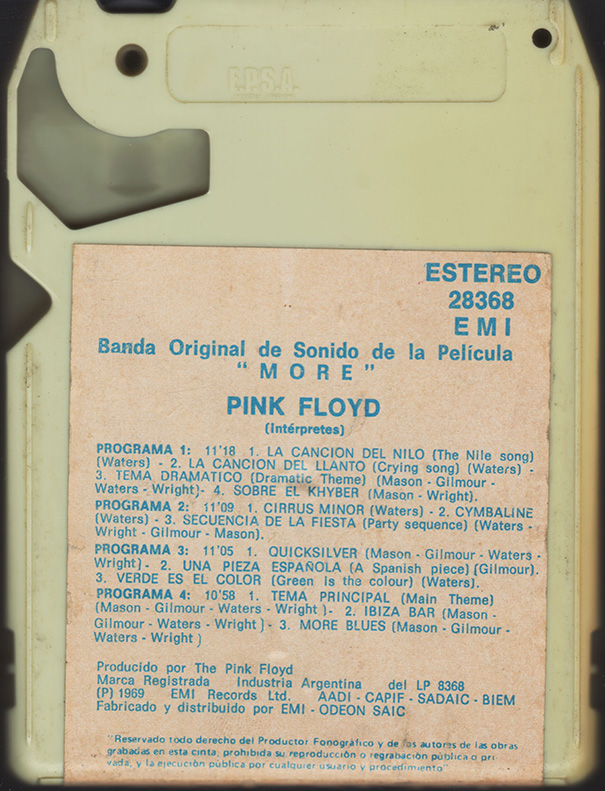 E.P.S.A.
ESTEREO
28368
EMI
Banda Original de Sonido de la Película
"MORE"
PINK FLOYD
(Intérpretes)
PROGRAMA 1: 11'18 1. LA CANCION DEL NILO (The Nile song)
(Waters) - 2. LA CANCION DEL LLANTO (Crying song) (Waters) -
3. TEMA DRAMATICO (Dramatic Theme) (Mason - Gilmour -
Waters - Wright)- 4. SOBRE EL KHYBER (Mason - Wright).
PROGRAMA 2: 11'09 1. CIRRUS MINOR (Waters) - 2. CYMBALINE
(Waters) - 3. SECUENCIA DE LA FIESTA (Party sequence) (Waters -
Wright - Gilmour - Mason).
PROGRAMA 3: 11'05 1. QUICKSILVER (Mason - Gilmour - Waters -
Wright)- 2. UNA PIEZA ESPAÑOLA (A Spanish piece) (Gilmour).
3. VERDE ES EL COLOR (Green is the colour) (Waters).
PROGRAMA 4: 10'58 1. TEMA PRINCIPAL (Main Theme)
(Mason - Gilmour - Waters - Wright )- 2. IBIZA BAR (Mason -
Gilmour - Waters - Wright )- 3. MORE BLUES (Mason - Gilmour -
Waters - Wright )
Producido por The Pink Floyd
Marca Registrada Industria Argentina del LP 8368
(P) 1969 EMI Records Ltd. AADI - CAPIF - SADAIC - BIEM
Fabricado y distribuido por EMI - ODEON SAIC
"Reservado todo derecho del Productor Fonográfico y de los autores de las obras
grabadas en esta cinta, prohibida su reproducción o regrabación pública o pri
vada, y la ejecución pública por cualquier usuario y procedimiento"